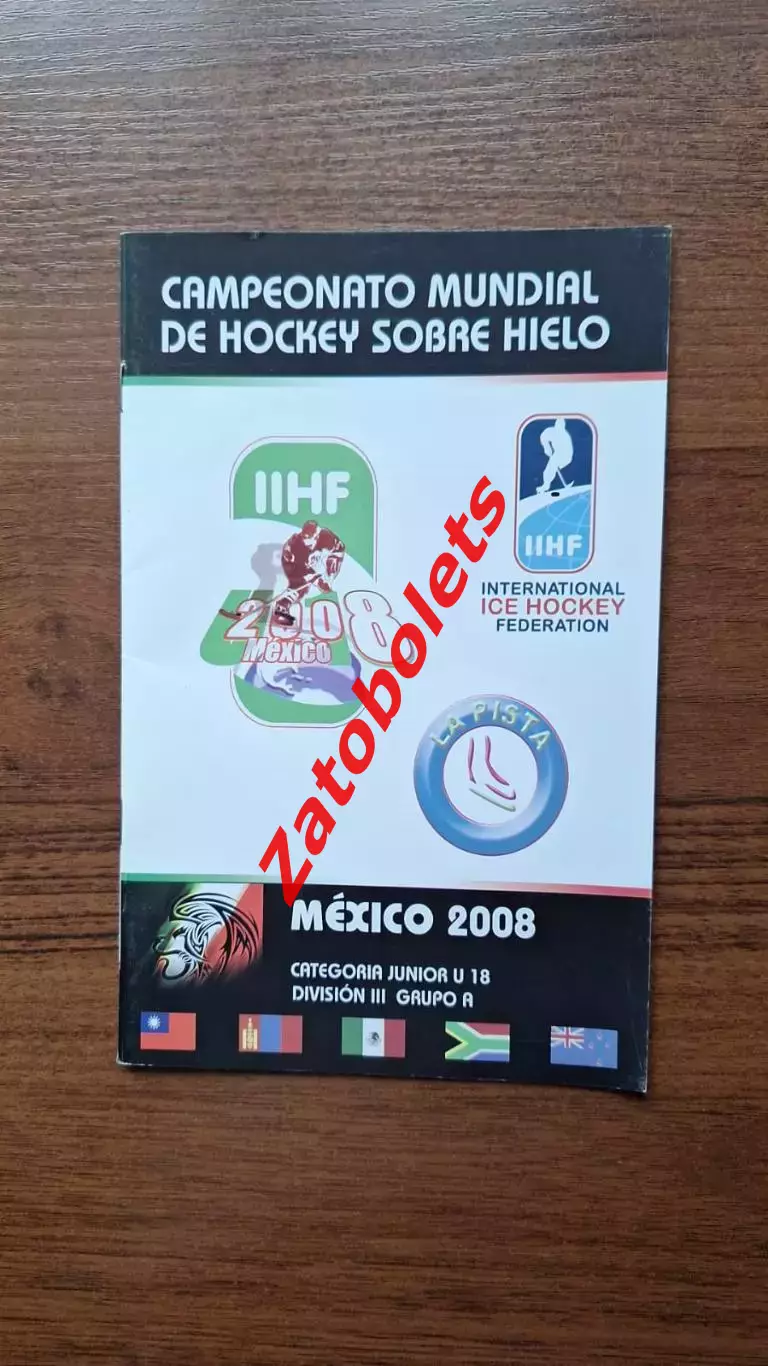 CAMPEONATO MUNDIAL
DE HOCKEY SOBRE HIELO
IIHF
2008
México
IIHF
INTERNATIONAL
ICE HOCKEY
FEDERATION
LA PISTA
Zatobolets
MÉXICO 2008
CATEGORIA JUNIOR U 18
DIVISIÓN III GRUPO A